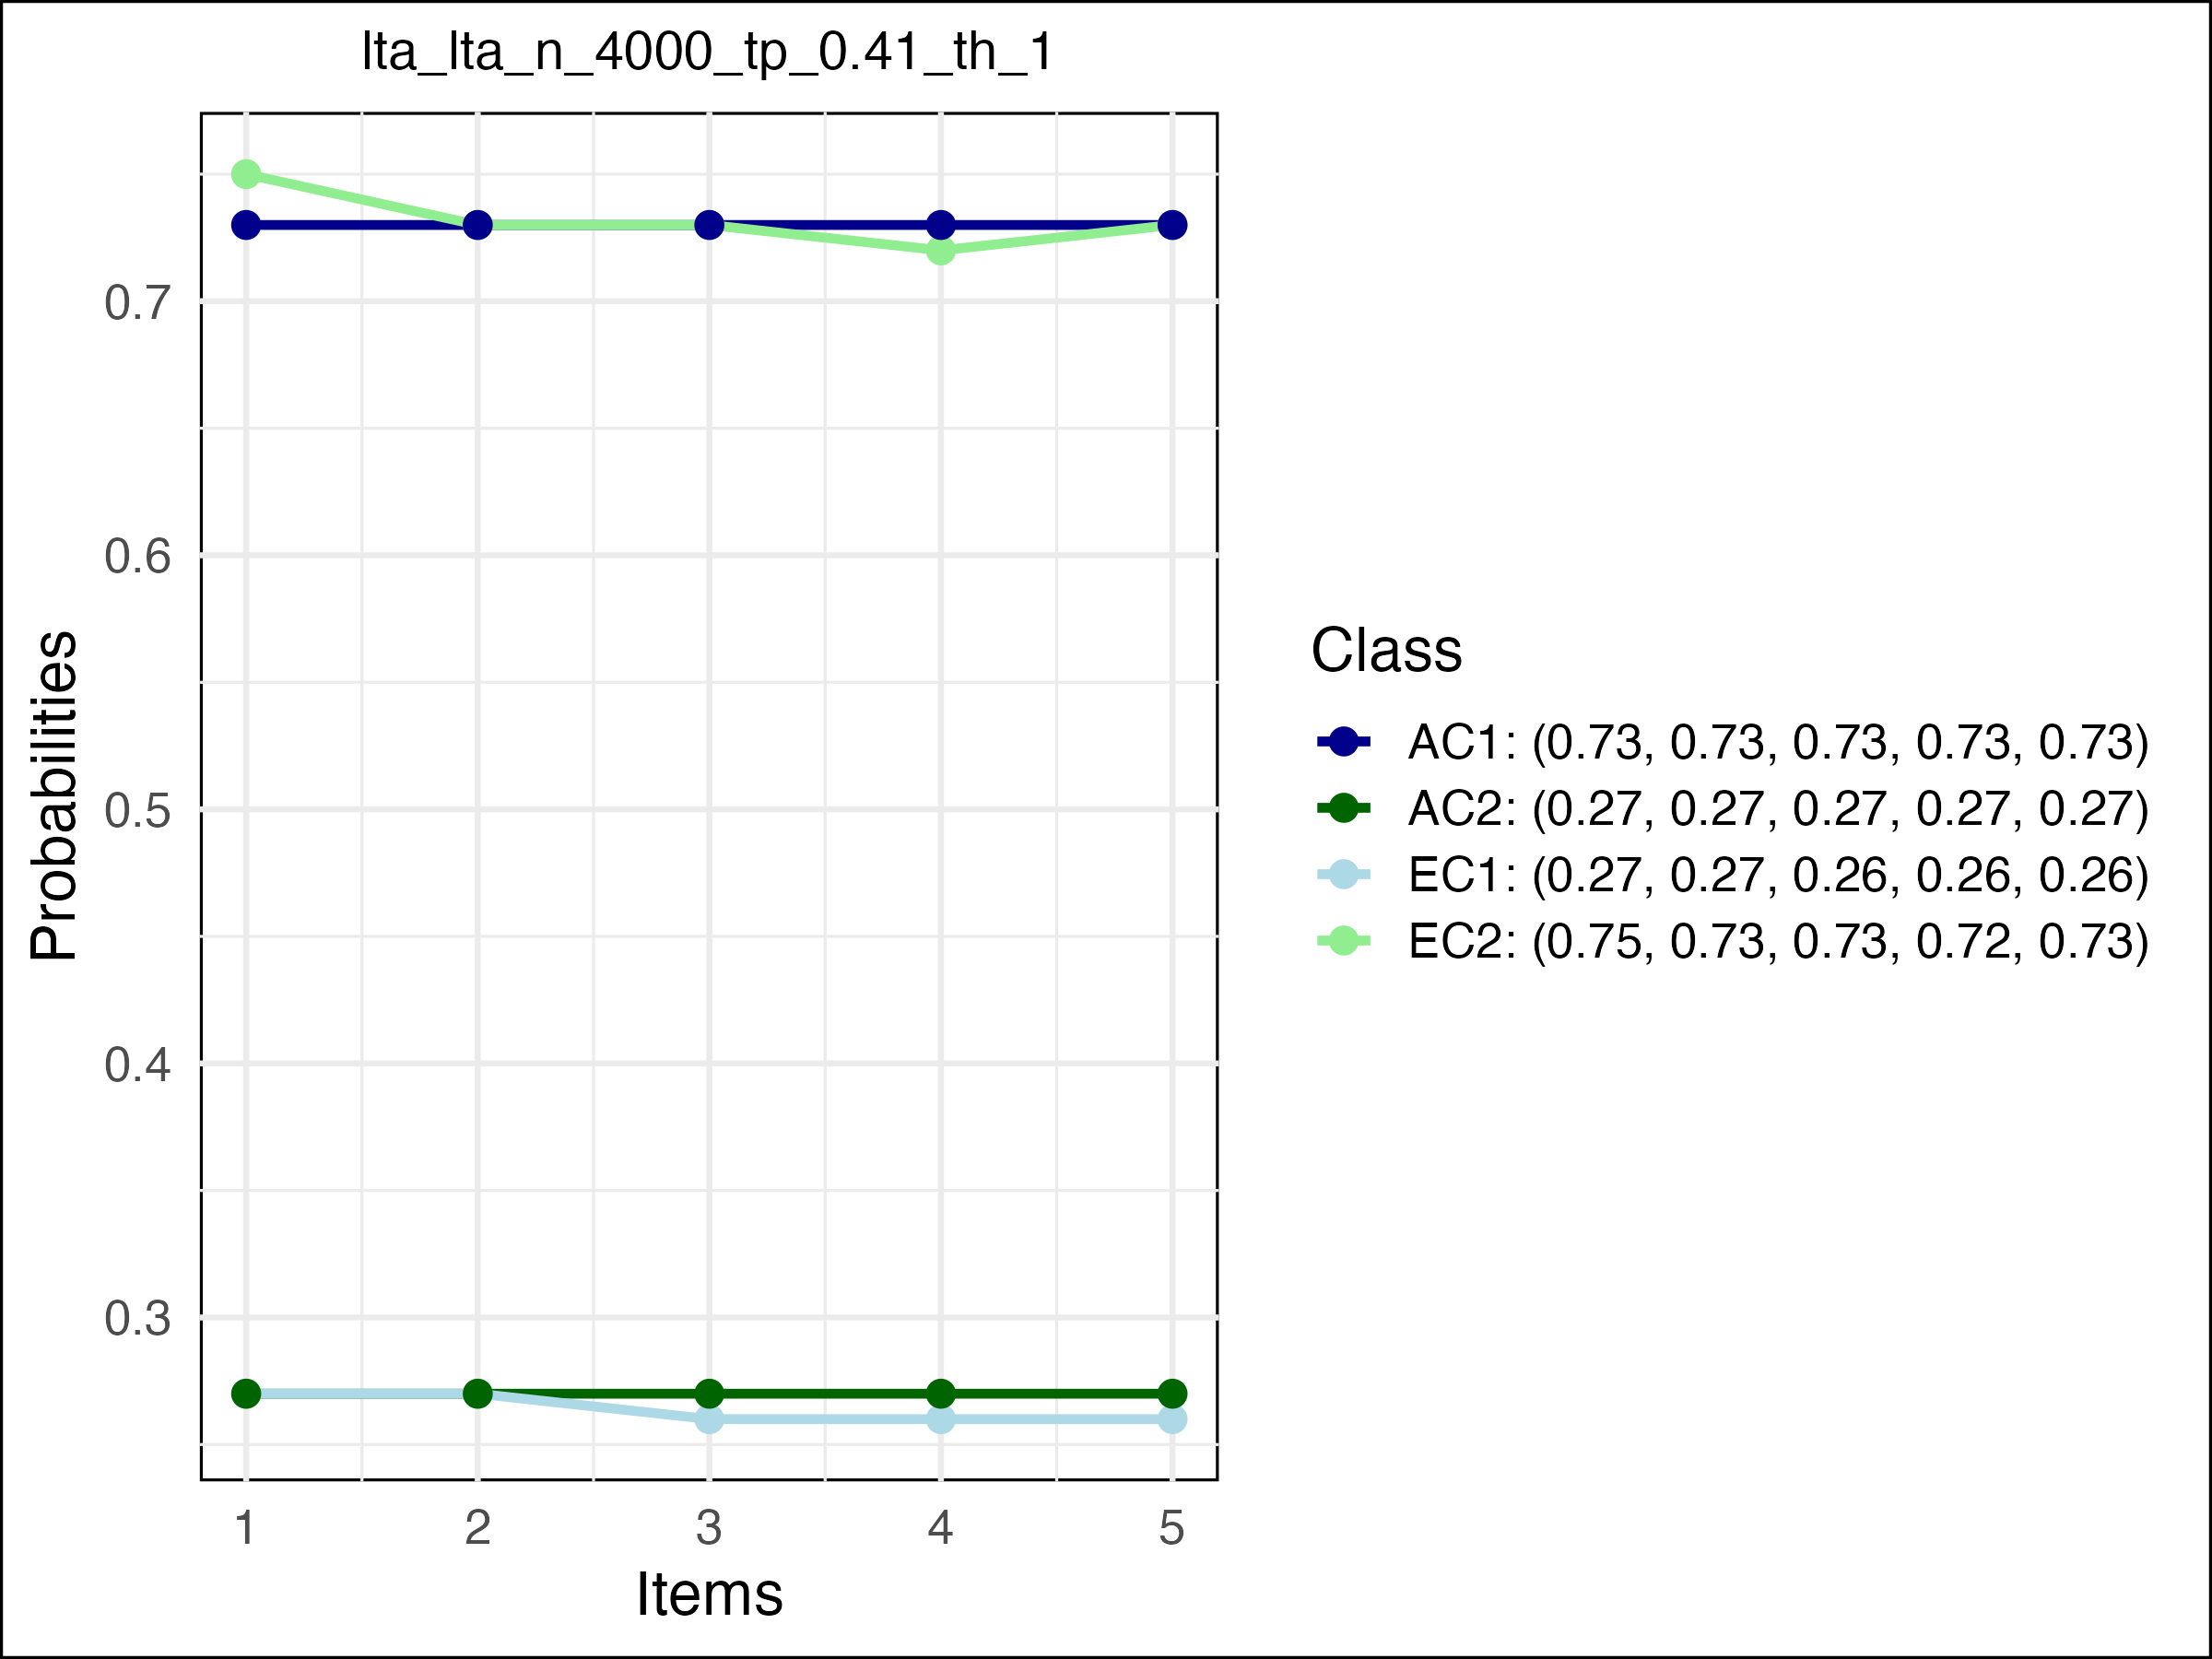 lta_lta_n_4000_tp_0.41_th_1
Probabilities
0.7
0.6
0.5
0.4
0.3
1 2 3 4 5
Items
Class
AC1: (0.73, 0.73, 0.73, 0.73, 0.73)
AC2: (0.27, 0.27, 0.27, 0.27, 0.27)
EC1: (0.27, 0.27, 0.26, 0.26, 0.26)
EC2: (0.75, 0.73, 0.73, 0.72, 0.73)